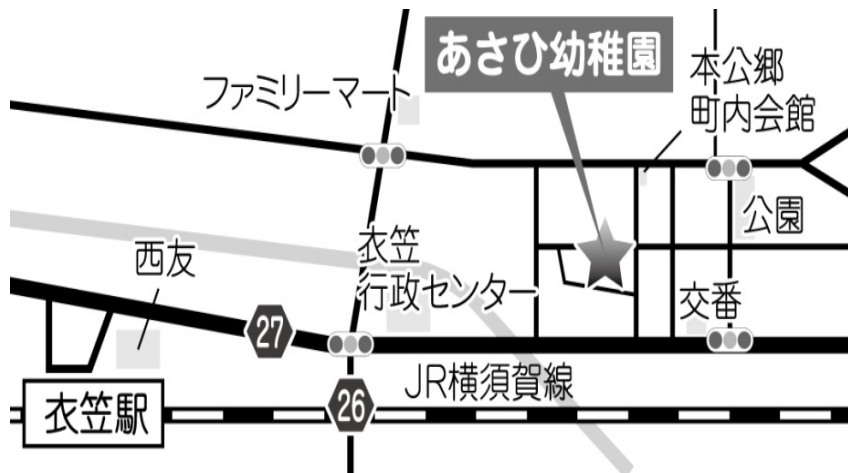 あさひ幼稚園
本公郷
町内会館
ファミリーマート
公園
衣笠
行政センター
西友
交番
27
JR横須賀線
26
衣笠駅